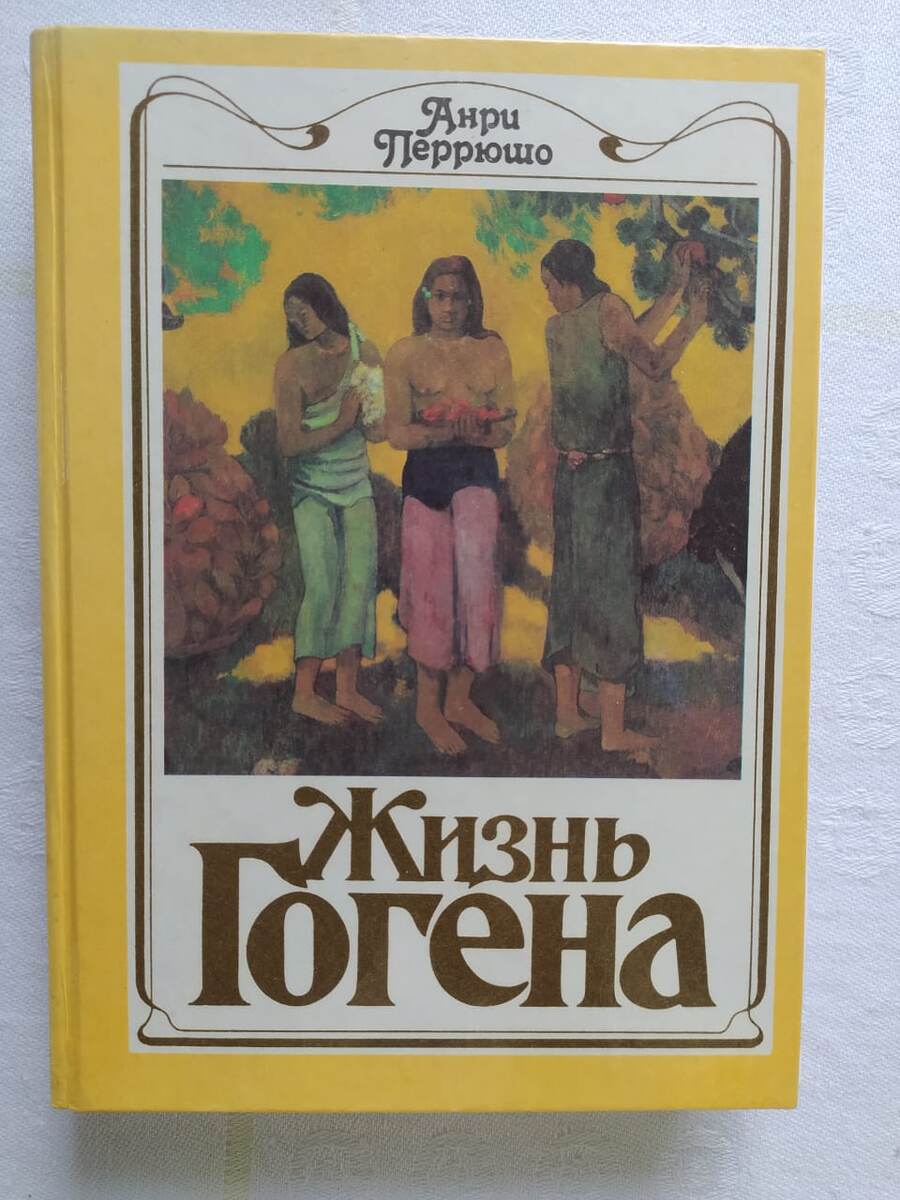 Анри
Перрюшо
Жизнь
Гогена